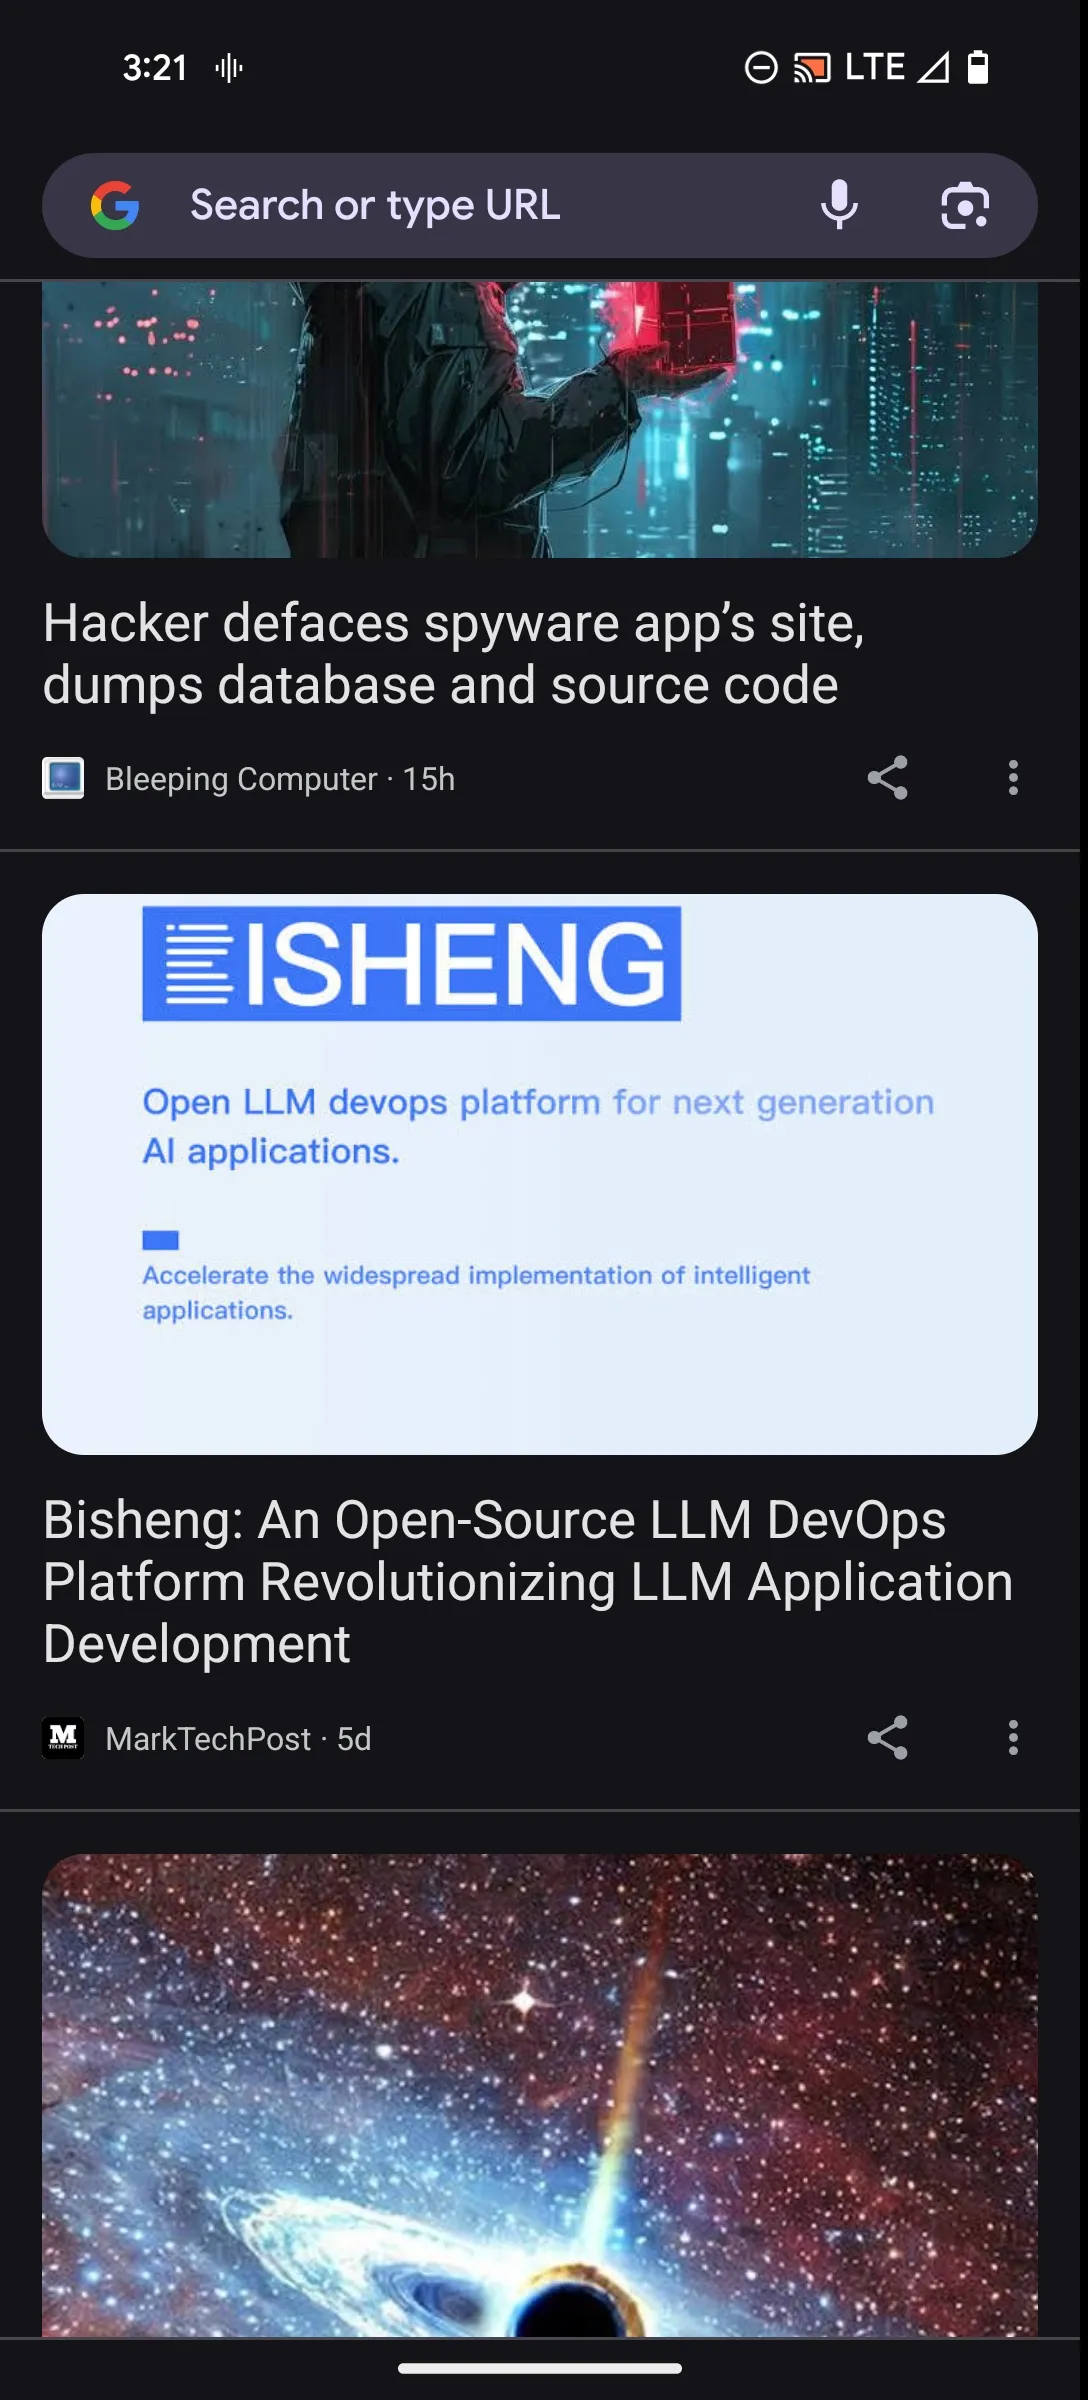 3:21
LTE
Search or type URL
Hacker defaces spyware app’s site,
dumps database and source code
Bleeping Computer · 15h
ISHENG
Open LLM devops platform for next generation
AI applications.
Accelerate the widespread implementation of intelligent
applications.
Bisheng: An Open-Source LLM DevOps
Platform Revolutionizing LLM Application
Development
M
TECH POST
MarkTechPost · 5d